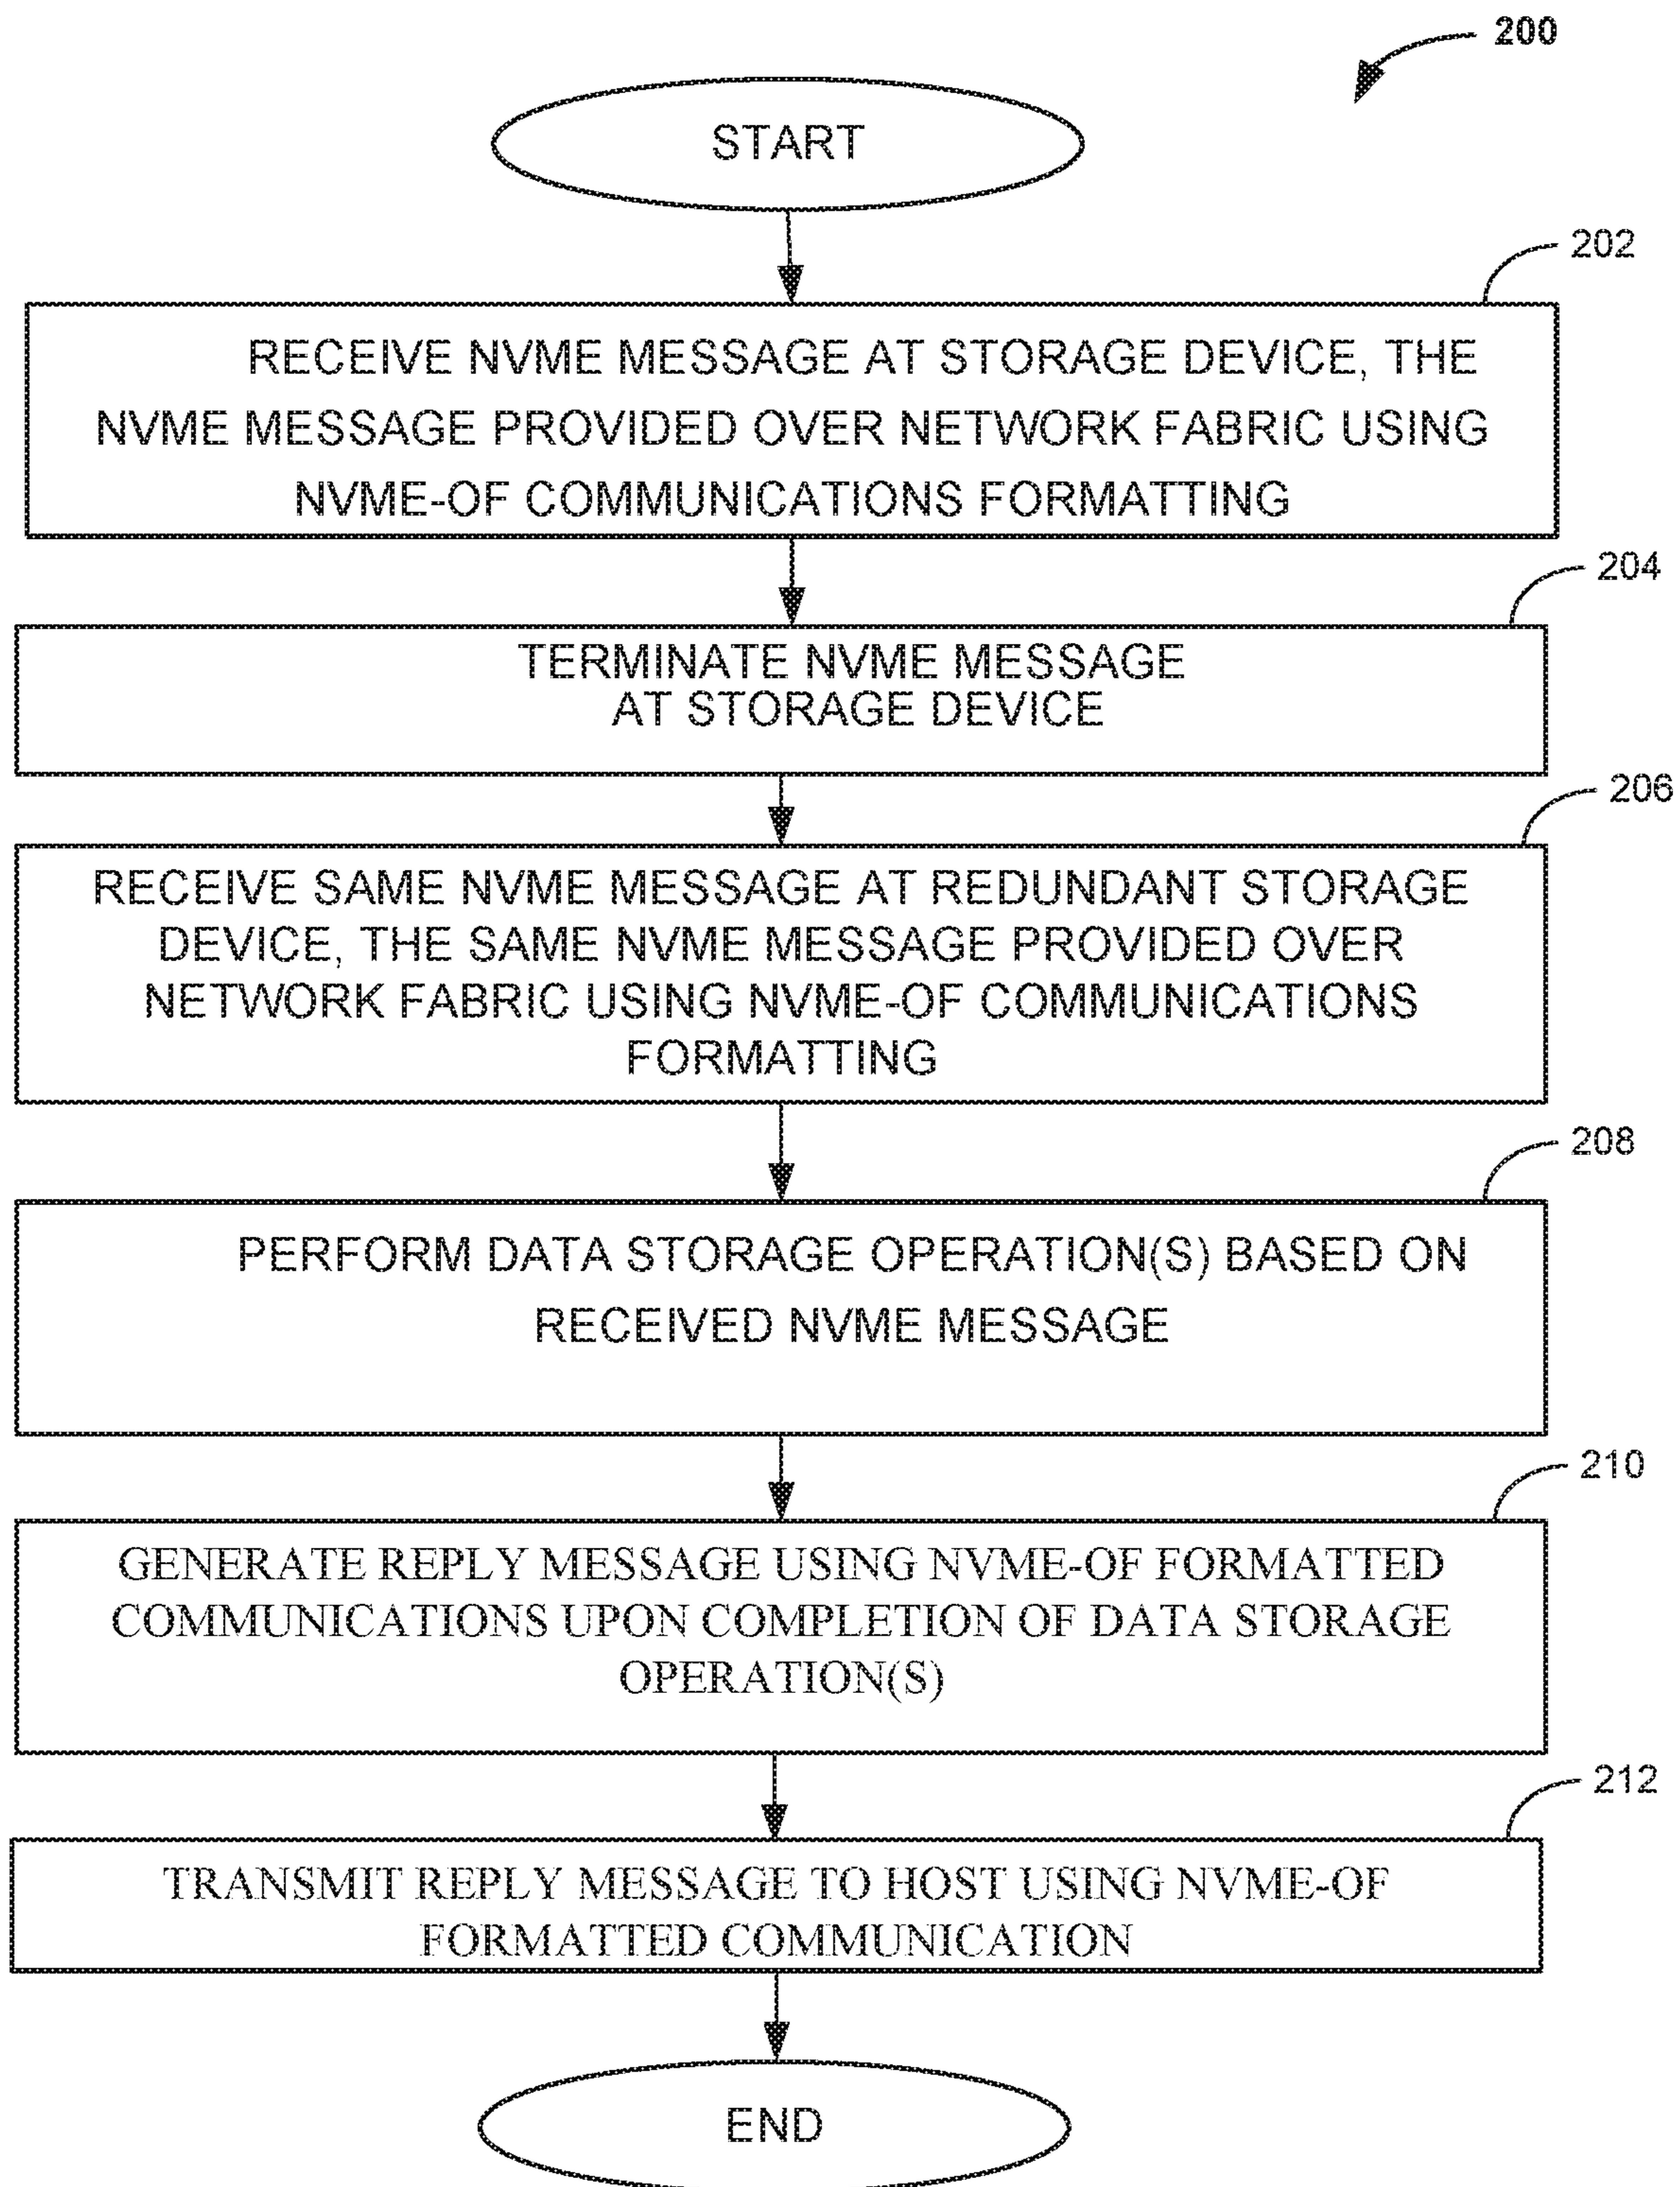 200
START
202
RECEIVE NVME MESSAGE AT STORAGE DEVICE, THE
NVME MESSAGE PROVIDED OVER NETWORK FABRIC USING
NVME-OF COMMUNICATIONS FORMATTING
204
TERMINATE NVME MESSAGE
AT STORAGE DEVICE
206
RECEIVE SAME NVME MESSAGE AT REDUNDANT STORAGE
DEVICE, THE SAME NVME MESSAGE PROVIDED OVER
NETWORK FABRIC USING NVME-OF COMMUNICATIONS
FORMATTING
208
PERFORM DATA STORAGE OPERATION(S) BASED ON
RECEIVED NVME MESSAGE
210
GENERATE REPLY MESSAGE USING NVME-OF FORMATTED
COMMUNICATIONS UPON COMPLETION OF DATA STORAGE
OPERATION(S)
212
TRANSMIT REPLY MESSAGE TO HOST USING NVME-OF
FORMATTED COMMUNICATION
END